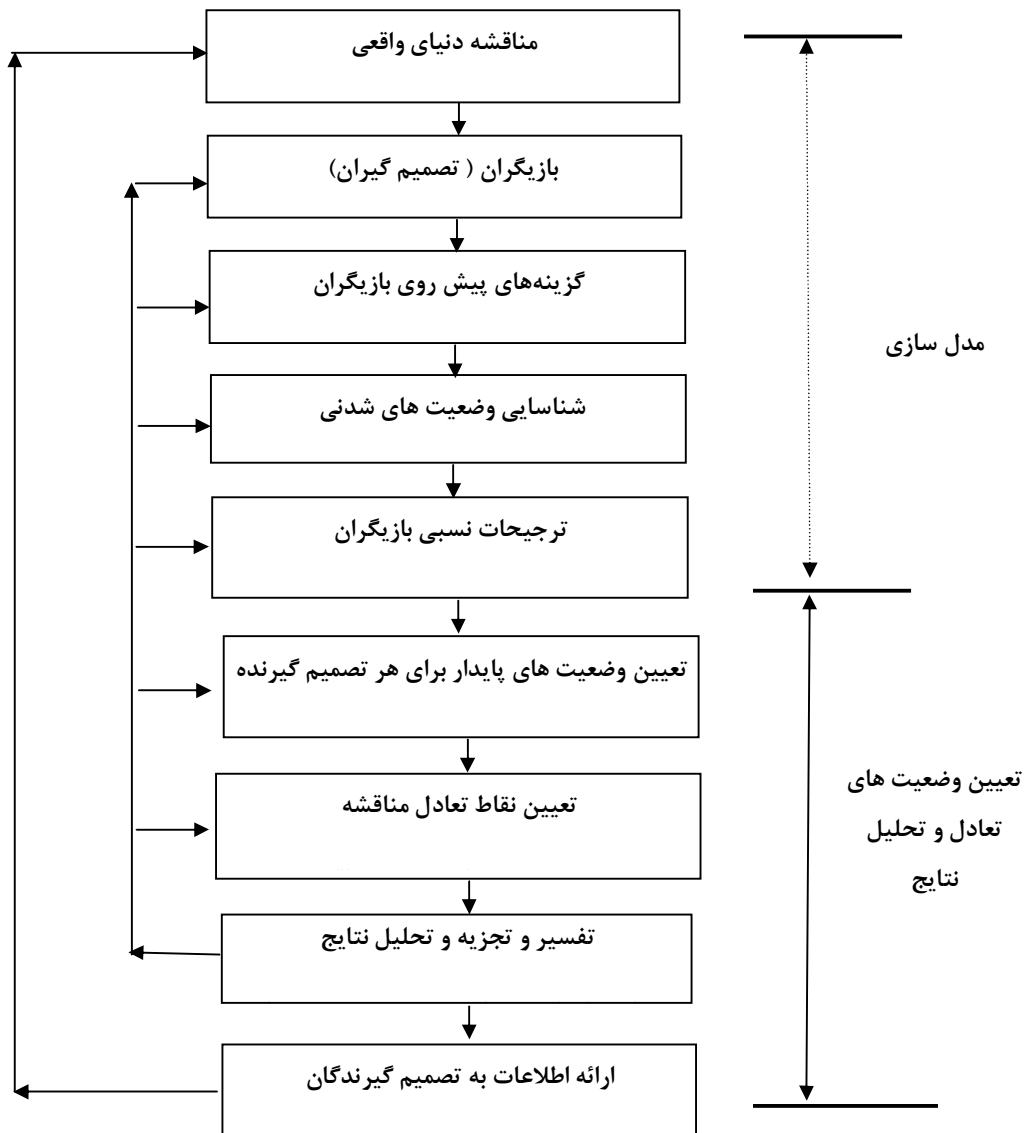 مناقشه دنیای واقعی
بازیگران ( تصمیم گیران)
گزینه‌های پیش روی بازیگران
شناسایی وضعیت های شدنی
ترجیحات نسبی بازیگران
تعیین وضعیت های پایدار برای هر تصمیم گیرنده
تعیین نقاط تعادل مناقشه
تفسیر و تجزیه و تحلیل نتایج
ارائه اطلاعات به تصمیم گیرندگان
مدل سازی
تعیین وضعیت های
تعادل و تحلیل
نتایج